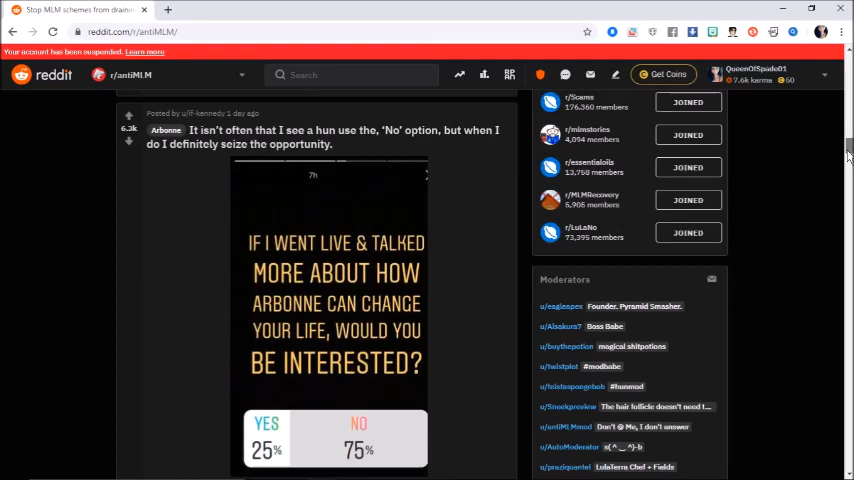 Stop MLM schemes from drainin
reddit.com/r/antiMLM/
Your account has been suspended. Learn more
reddit
r/antiMLM
Search
Get Coins
QueenOfSpade01
7.6k karma 50
Posted by u/if-kennedy 1 day ago
6.3k
Arbonne It isn't often that I see a hun use the, 'No' option, but when I
do I definitely seize the opportunity.
7h
IF I WENT LIVE & TALKED
MORE ABOUT HOW
ARBONNE CAN CHANGE
YOUR LIFE, WOULD YOU
BE INTERESTED?
YES NO
25% 75%
r/Scams
176,360 members
JOINED
r/mlmstories
4,094 members
JOINED
r/essentialoils
13,758 members
JOINED
r/MLMRecovery
5,905 members
JOINED
r/LuLaNo
73,395 members
JOINED
Moderators
u/eagleapex Founder. Pyramid Smasher.
u/Alsakura7 Boss Babe
u/buythepotion magical shitpotions
u/twistplot #modbabe
u/feistaspongebob #hunmod
u/Sneekpreview The hair follicle doesn't need t...
u/antiMLMmod Don't @ Me, I don't answer
u/AutoModerator
u/praziquantel LulaTerra Chef + Fields